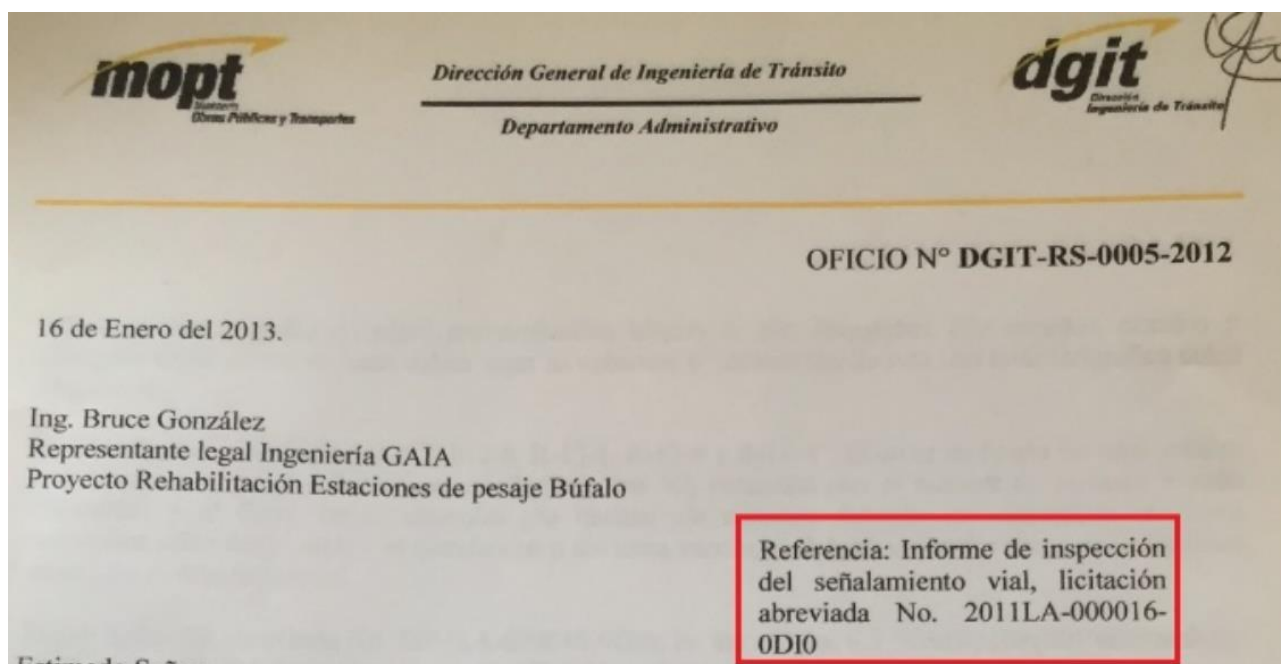 mopt
Ministerio
Obras Públicas y Transportes
Dirección General de Ingeniería de Tránsito
Departamento Administrativo
dgit
Dirección
Ingeniería de Tránsito
OFICIO N° DGIT-RS-0005-2012
16 de Enero del 2013.
Ing. Bruce González
Representante legal Ingeniería GAIA
Proyecto Rehabilitación Estaciones de pesaje Búfalo
Referencia: Informe de inspección
del señalamiento vial, licitación
abreviada No. 2011LA-000016-
0DI0